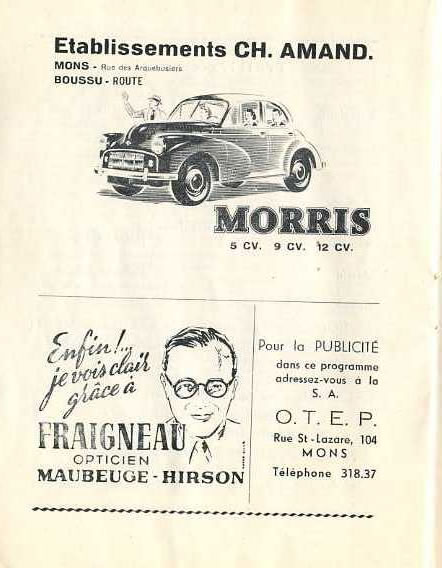 Etablissements CH. AMAND.
MONS - Rue des Arquebusiers
BOUSSU - ROUTE
MORRIS
5 CV. 9 CV. 12 CV.
Enfin!...
je vois clair
grâce à
FRAIGNEAU
OPTICIEN
MAUBEUGE - HIRSON
Pour la PUBLICITÉ
dans ce programme
adressez-vous à la
S. A.
O. T. E. P.
Rue St-Lazare, 104
MONS
Téléphone 318.37